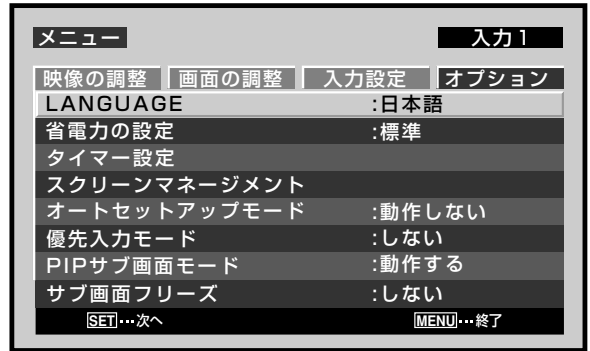 メニュー 入力1
映像の調整 画面の調整 入力設定 オプション
LANGUAGE :日本語
省電力の設定 :標準
タイマー設定
スクリーンマネージメント
オートセットアップモード :動作しない
優先入力モード :しない
PIPサブ画面モード :動作する
サブ画面フリーズ :しない
SET…次へ MENU…終了